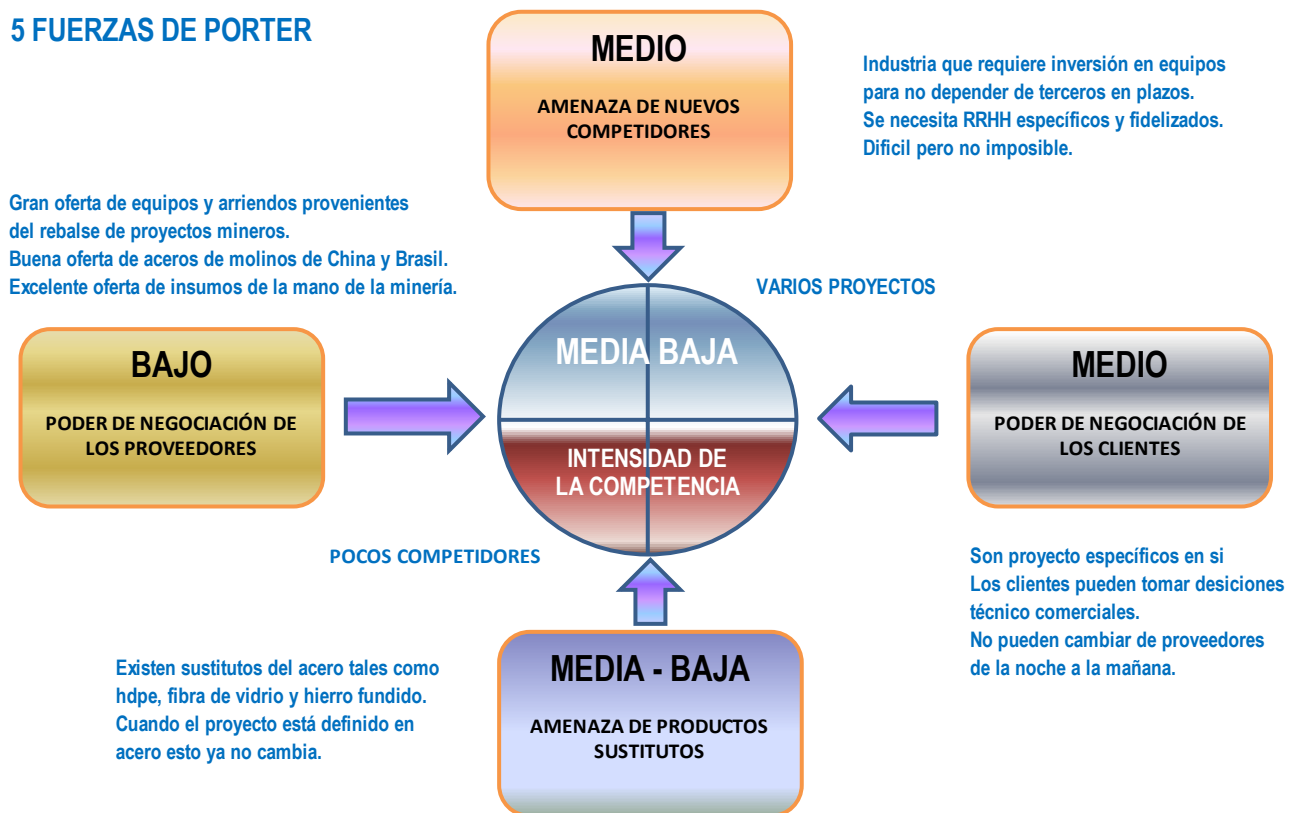 5 FUERZAS DE PORTER
MEDIO
AMENAZA DE NUEVOS
COMPETIDORES
Industria que requiere inversión en equipos
para no depender de terceros en plazos.
Se necesita RRHH específicos y fidelizados.
Dificil pero no imposible.
Gran oferta de equipos y arriendos provenientes
del rebalse de proyectos mineros.
Buena oferta de aceros de molinos de China y Brasil.
Excelente oferta de insumos de la mano de la minería.
VARIOS PROYECTOS
BAJO
PODER DE NEGOCIACIÓN DE
LOS PROVEEDORES
MEDIA BAJA
INTENSIDAD DE
LA COMPETENCIA
MEDIO
PODER DE NEGOCIACIÓN DE
LOS CLIENTES
POCOS COMPETIDORES
Son proyecto específicos en si
Los clientes pueden tomar desiciones
técnico comerciales.
No pueden cambiar de proveedores
de la noche a la mañana.
Existen sustitutos del acero tales como
hdpe, fibra de vidrio y hierro fundido.
Cuando el proyecto está definido en
acero esto ya no cambia.
MEDIA - BAJA
AMENAZA DE PRODUCTOS
SUSTITUTOS